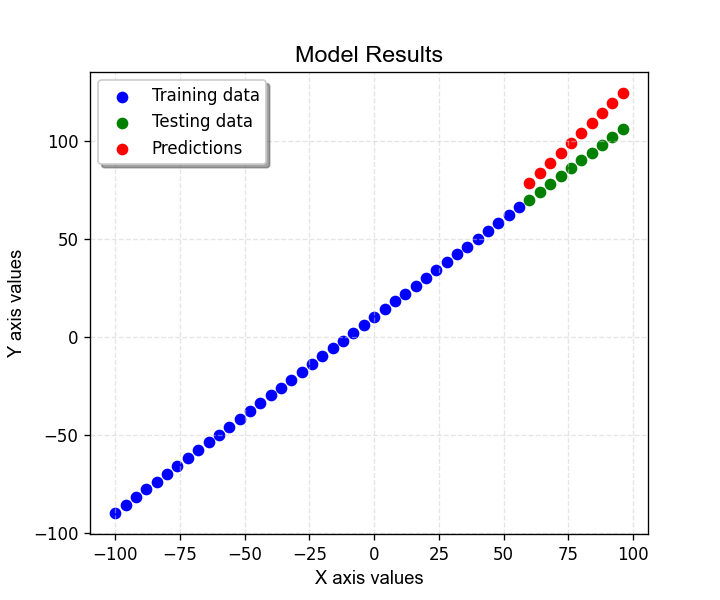 Model Results
Training data
Testing data
Predictions
100
50
0
−50
−100
Y axis values
−100 −75 −50 −25 0 25 50 75 100
X axis values